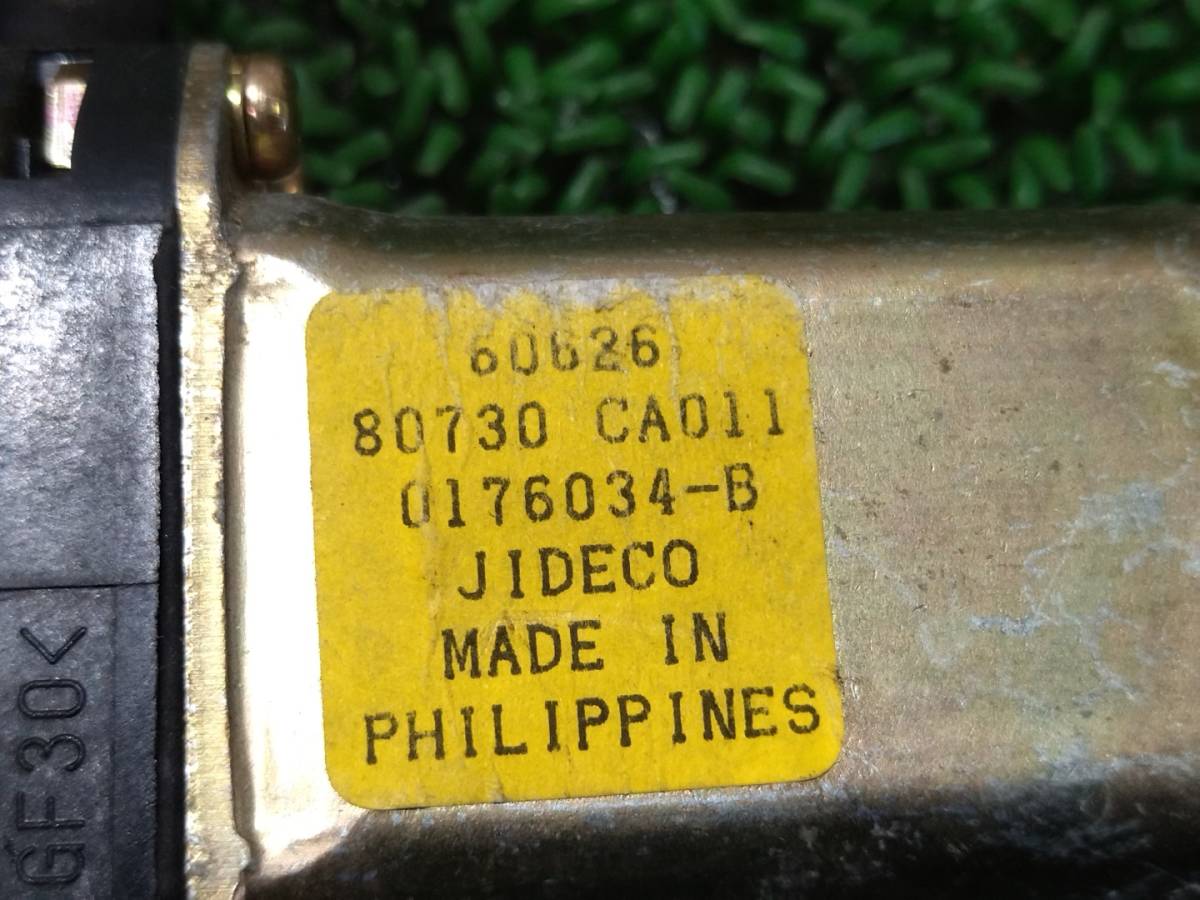 60626
80730 CA011
0176034-B
JIDECO
MADE IN
PHILIPPINES
GF30<